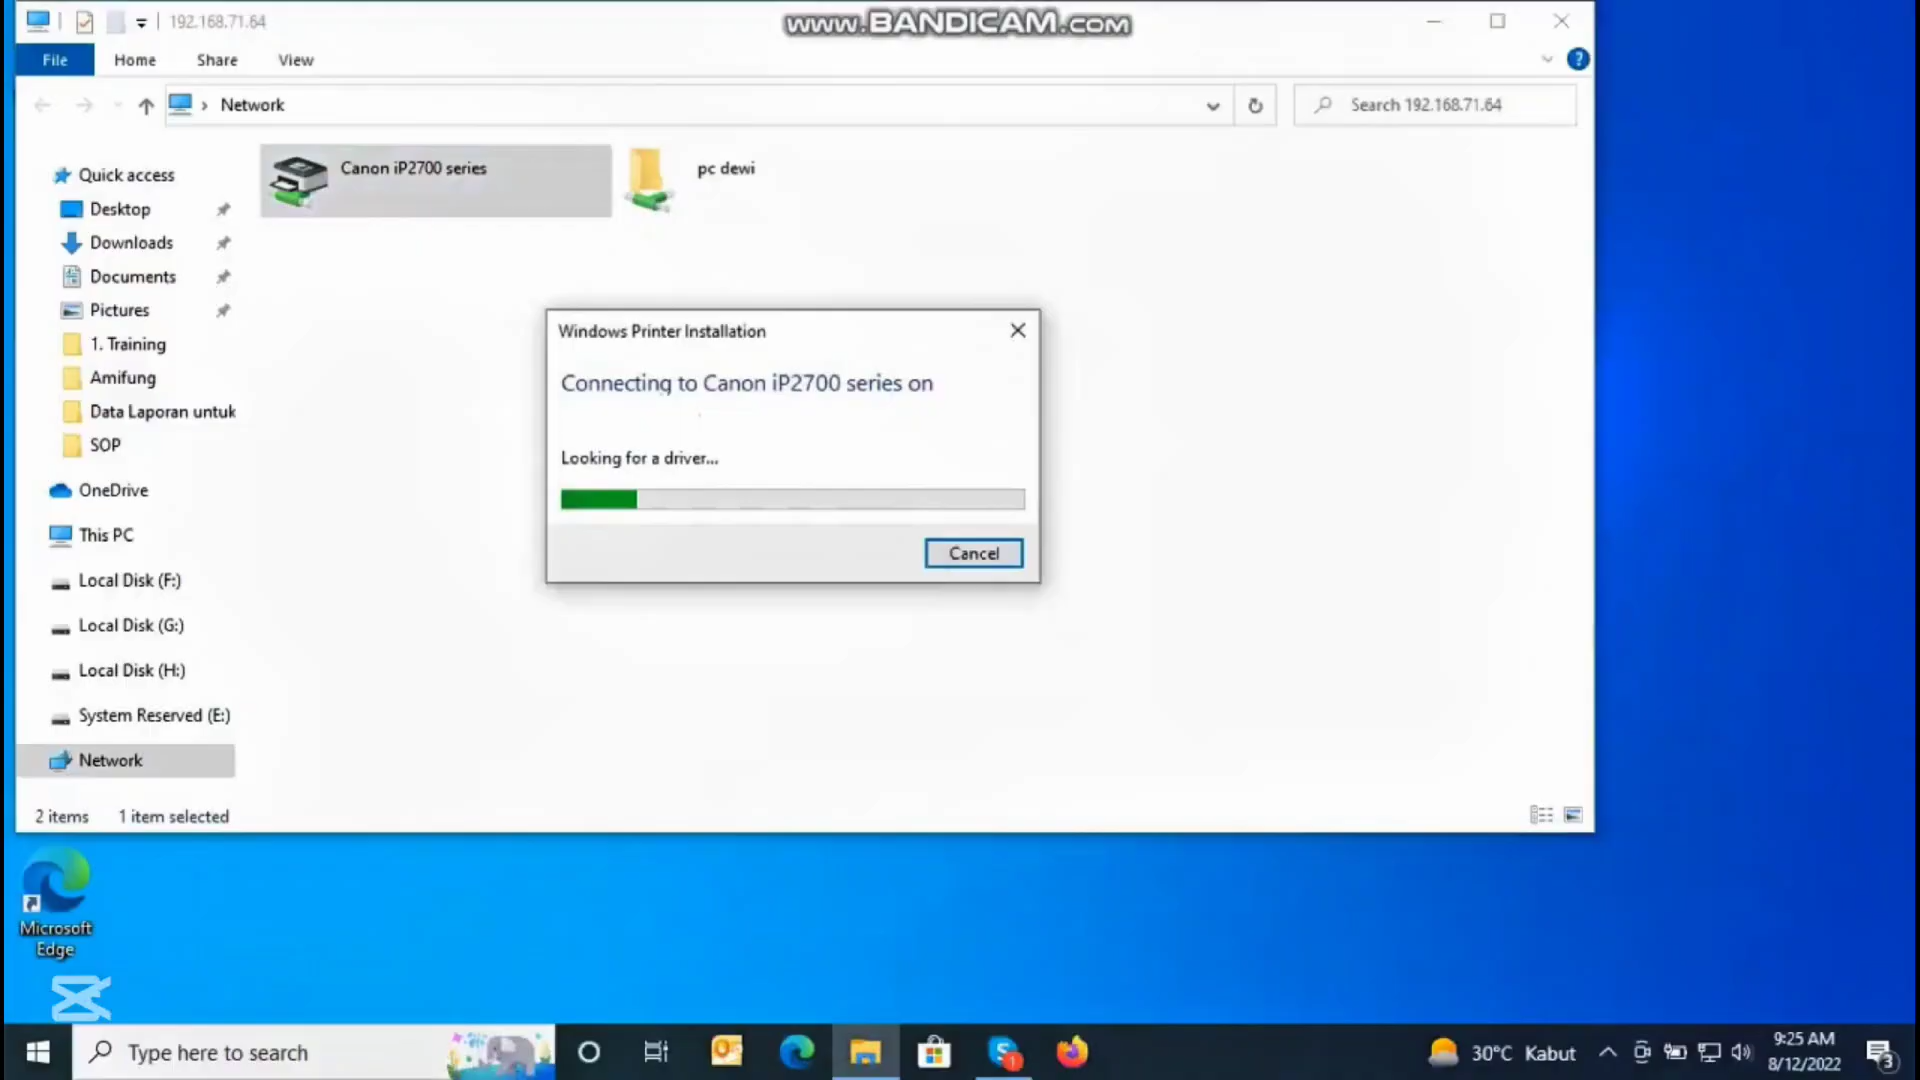 192.168.71.64
www.BANDICAM.com
File
Home
Share
View
?
Network
Search 192.168.71.64
Quick access
Desktop
Downloads
Documents
Pictures
1. Training
Amifung
Data Laporan untuk
SOP
OneDrive
This PC
Local Disk (F:)
Local Disk (G:)
Local Disk (H:)
System Reserved (E:)
Network
Canon iP2700 series
pc dewi
Windows Printer Installation
Connecting to Canon iP2700 series on
Looking for a driver...
Cancel
2 items
1 item selected
Microsoft
Edge
Type here to search
1
30°C Kabut
9:25 AM
8/12/2022
3